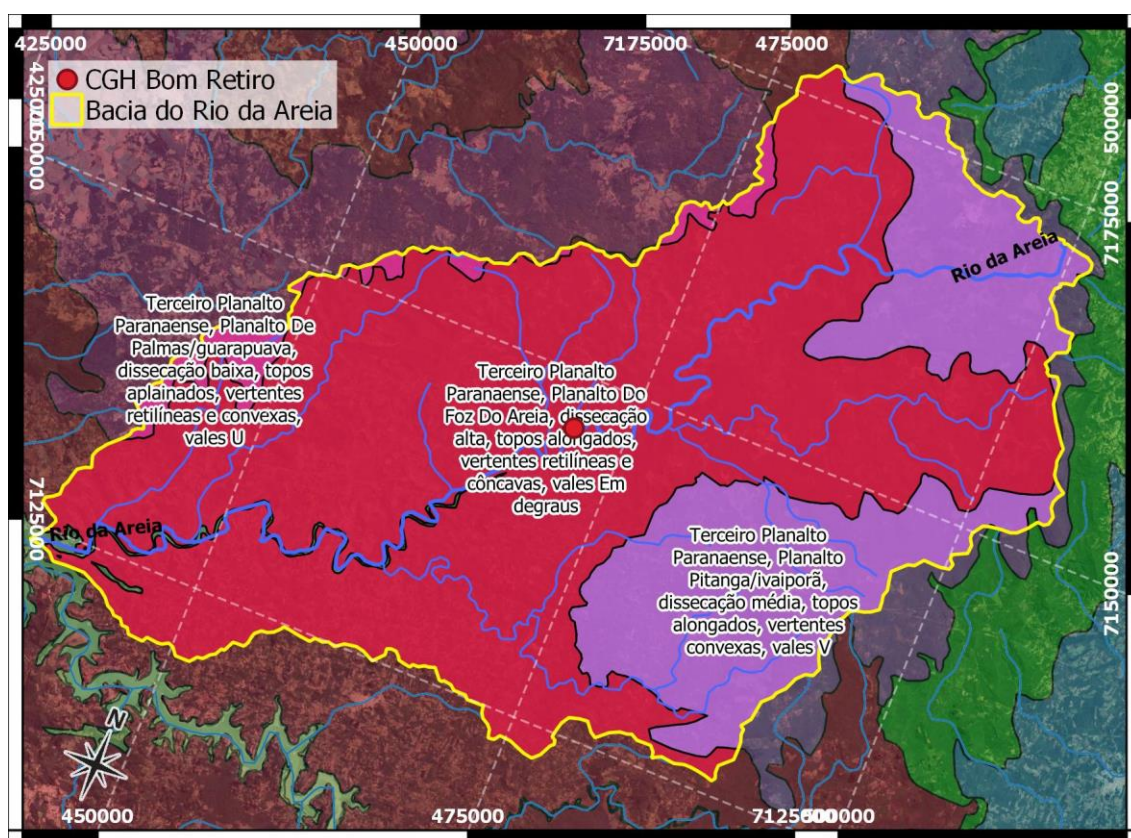 425000
450000
7175000
475000
4250000
7150000
CGH Bom Retiro
Bacia do Rio da Areia
500000
7175000
Rio da Areia
Terceiro Planalto
Paranaense, Planalto De
Palmas/guarapuava,
dissecação baixa, topos
aplainados, vertentes
retilíneas e convexas,
vales U
Terceiro Planalto
Paranaense, Planalto Do
Foz Do Areia, dissecação
alta, topos alongados,
vertentes retilíneas e
côncavas, vales Em
degraus
7125000
Rio da Areia
Terceiro Planalto
Paranaense, Planalto
Pitanga/ivaiporã,
dissecação média, topos
alongados, vertentes
convexas, vales V
7150000
N
450000
475000
7125000
500000